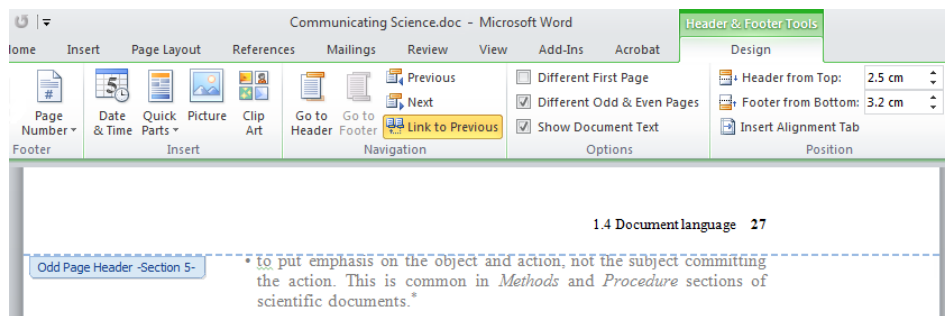 Communicating Science.doc - Microsoft Word
Header & Footer Tools
Insert Page Layout References Mailings Review View Add-Ins Acrobat Design
Page Number
Date & Time
Quick Parts
Picture
Clip Art
Go to Header
Go to Footer
Previous
Next
Link to Previous
Different First Page
Different Odd & Even Pages
Show Document Text
Header from Top: 2.5 cm
Footer from Bottom: 3.2 cm
Insert Alignment Tab
Footer Insert Navigation Options Position
1.4 Document language 27
Odd Page Header -Section 5-
• to put emphasis on the object and action, not the subject committing
the action. This is common in Methods and Procedure sections of
scientific documents.*